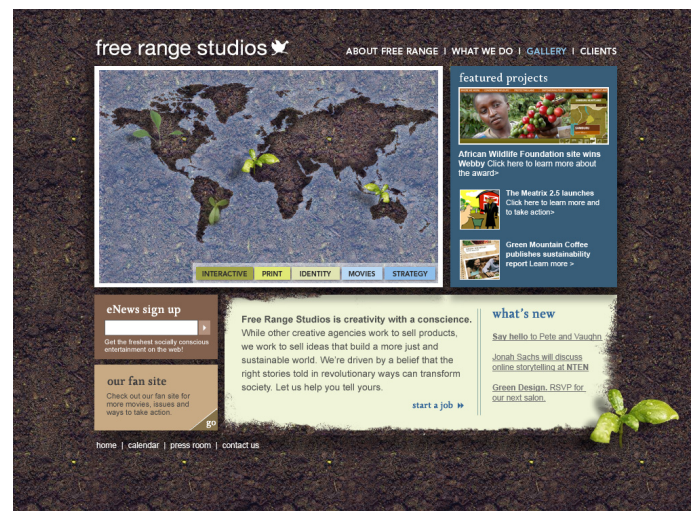 free range studios
ABOUT FREE RANGE | WHAT WE DO | GALLERY | CLIENTS
featured projects
African Wildlife Foundation site wins
Webby Click here to learn more about
the award>
The Meatrix 2.5 launches
Click here to learn more and
to take action>
Green Mountain Coffee
publishes sustainability
report Learn more >
INTERACTIVE PRINT IDENTITY MOVIES STRATEGY
eNews sign up
Get the freshest socially conscious
entertainment on the web!
our fan site
Check out our fan site for
more movies, issues and
ways to take action.
go
Free Range Studios is creativity with a conscience.
While other creative agencies work to sell products,
we work to sell ideas that build a more just and
sustainable world. We're driven by a belief that the
right stories told in revolutionary ways can transform
society. Let us help you tell yours.
start a job
what's new
Say hello to Pete and Vaughn
Jonah Sachs will discuss
online storytelling at NTEN
Green Design. RSVP for
our next salon.
home | calendar | press room | contact us